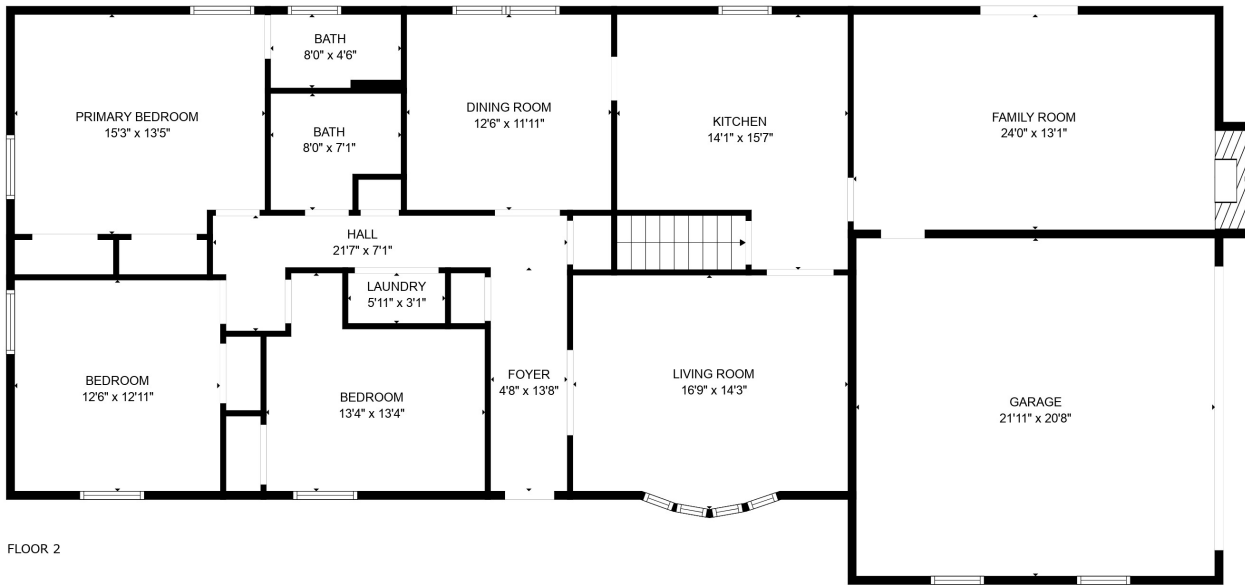 BATH
8'0" x 4'6"
PRIMARY BEDROOM
15'3" x 13'5"
BATH
8'0" x 7'1"
DINING ROOM
12'6" x 11'11"
KITCHEN
14'1" x 15'7"
FAMILY ROOM
24'0" x 13'1"
HALL
21'7" x 7'1"
LAUNDRY
5'11" x 3'1"
BEDROOM
12'6" x 12'11"
BEDROOM
13'4" x 13'4"
FOYER
4'8" x 13'8"
LIVING ROOM
16'9" x 14'3"
GARAGE
21'11" x 20'8"
FLOOR 2